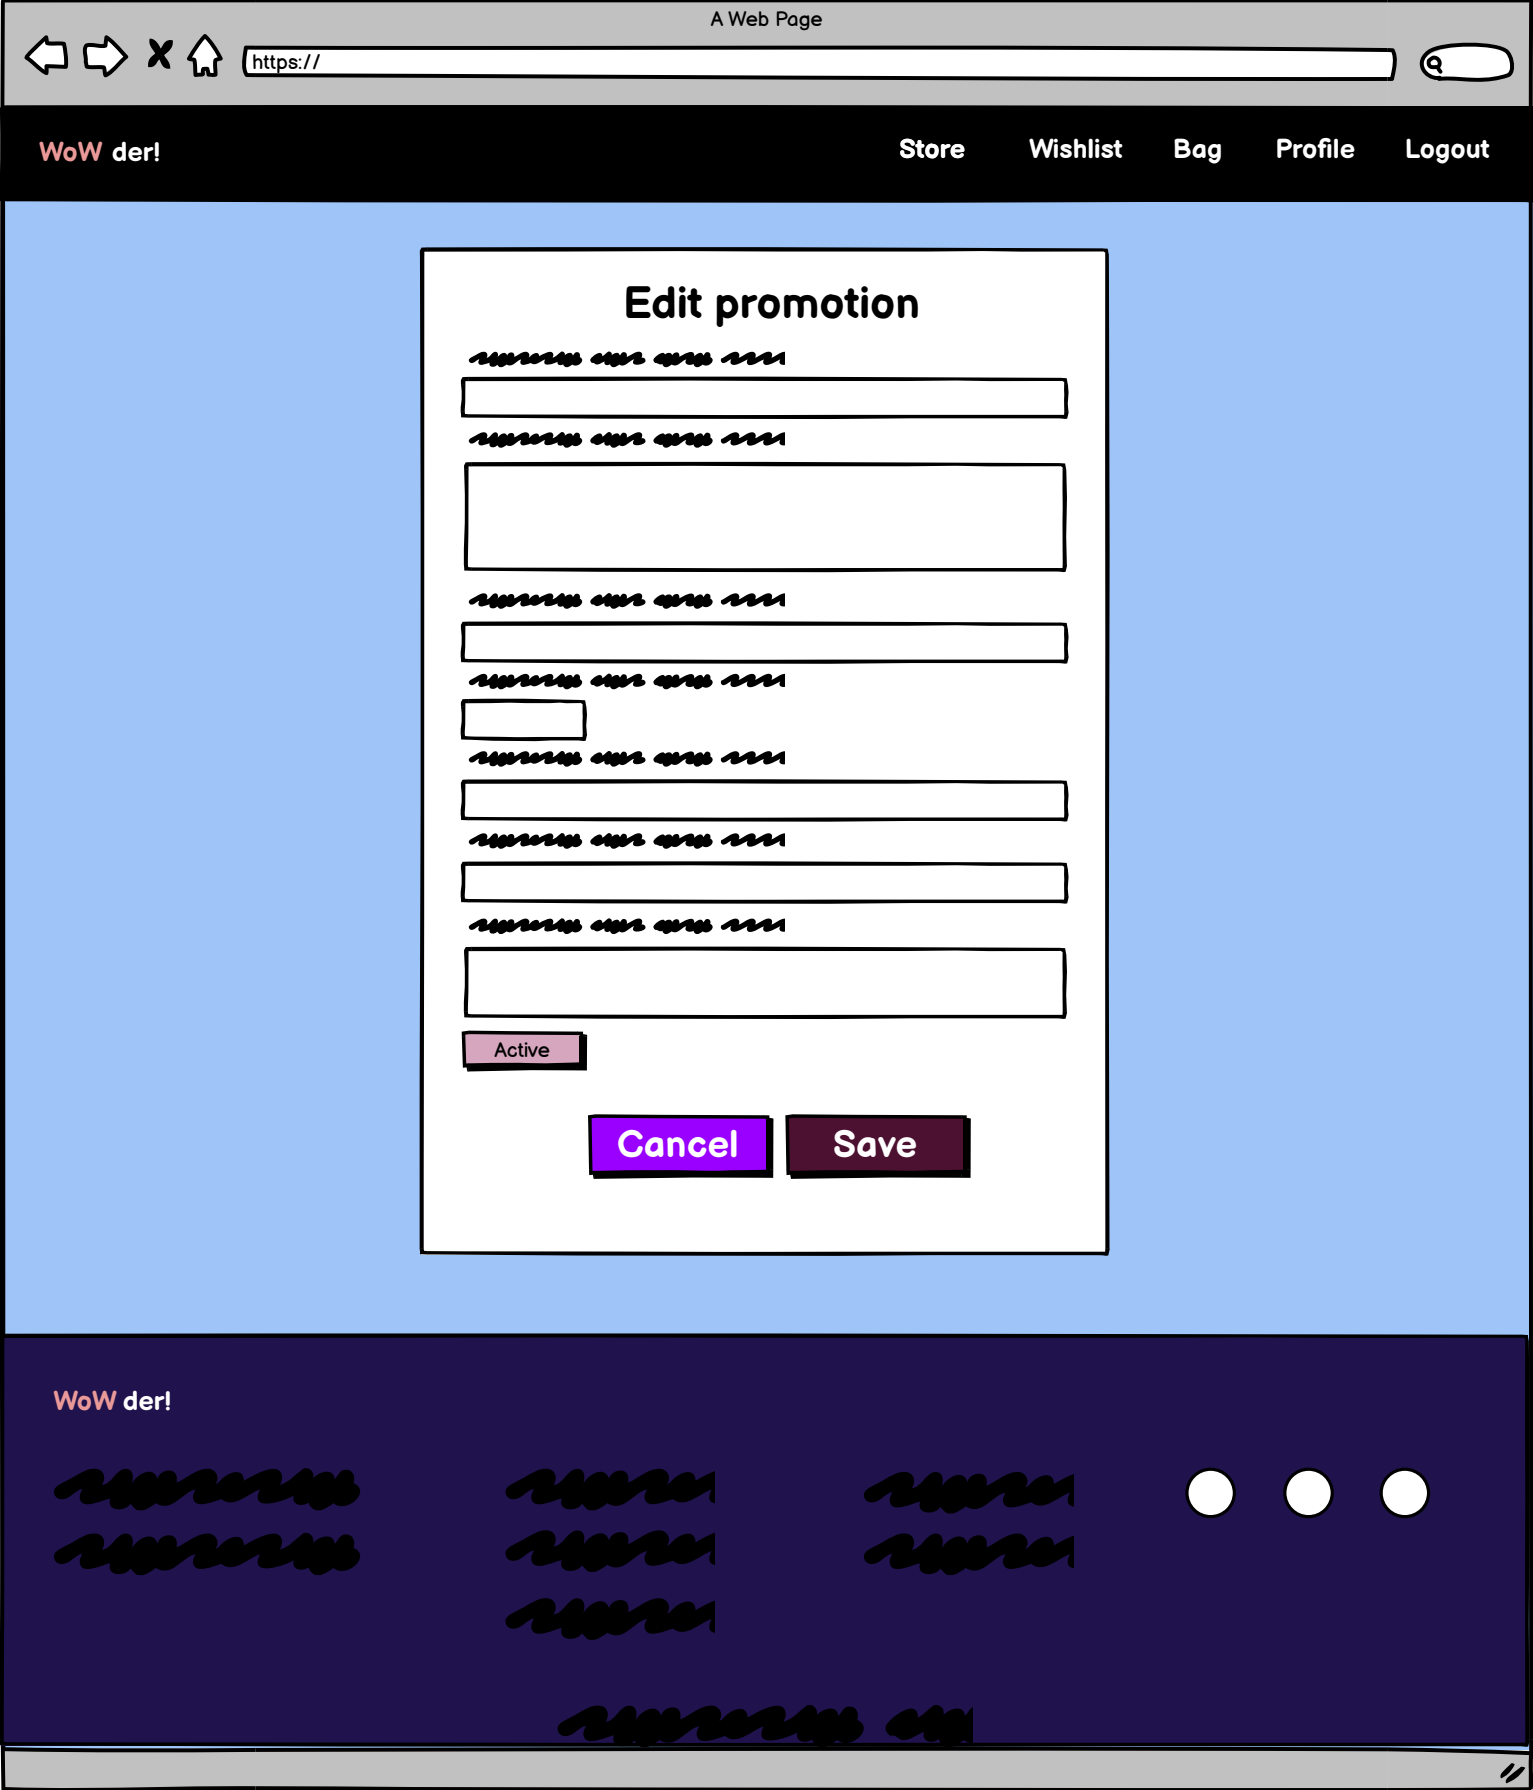 A Web Page
https://
WoW der!
Store Wishlist Bag Profile Logout
Edit promotion
Active
Cancel Save
WoW der!